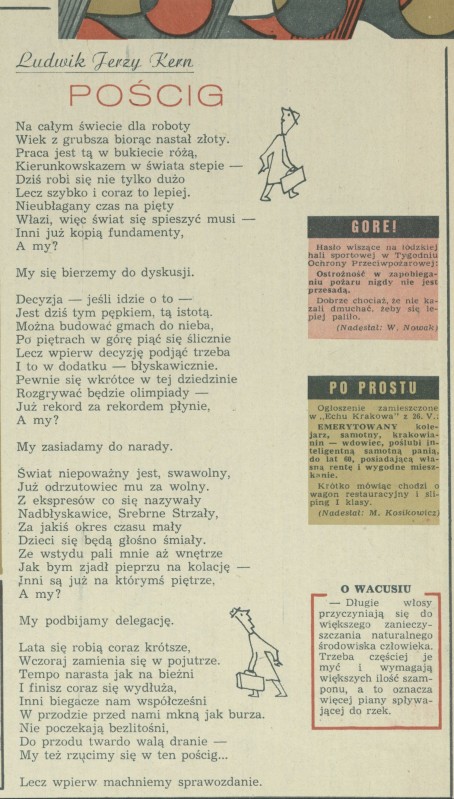 Ludwik Jerzy Kern
POŚCIG
Na całym świecie dla roboty
Wiek z grubsza biorąc nastał złoty.
Praca jest tą w bukiecie różą,
Kierunkowskazem w świata stepie —
Dziś robi się nie tylko dużo
Lecz szybko i coraz to lepiej.
Nieubłagany czas na pięty
Włazi, więc świat się spieszyć musi —
Inni już kopią fundamenty,
A my?
My się bierzemy do dyskusji.
Decyzja — jeśli idzie o to —
Jest dziś tym pępkiem, tą istotą.
Można budować gmach do nieba,
Po piętrach w górę piąć się ślicznie
Lecz wpierw decyzję podjąć trzeba
I to w dodatku — błyskawicznie.
Pewnie się wkrótce w tej dziedzinie
Rozgrywać będzie olimpiady —
Już rekord za rekordem płynie,
A my?
My zasiadamy do narady.
Świat niepoważny jest, swawolny,
Już odrzutowiec mu za wolny.
Z ekspresów co się nazywały
Nadbłyskawice, Srebrne Strzały,
Za jakiś okres czasu mały
Dzieci się będą głośno śmiały.
Ze wstydu pali mnie aż wnętrze
Jak bym zjadł pieprzu na kolację —
Inni są już na którymś piętrze,
A my?
My podbijamy delegację.
Lata się robią coraz krótsze,
Wczoraj zamienia się w pojutrze.
Tempo narasta jak na bieżni
I finisz coraz się wydłuża,
Inni biegacze nam współcześni
W przodzie przed nami mkną jak burza.
Nie poczekają bezlitośni,
Do przodu twardo walą dranie —
My też rzucimy się w ten pościg...
Lecz wpierw machniemy sprawozdanie.
GORE!
Hasło wiszące na łódzkiej
hali sportowej w Tygodniu
Ochrony Przeciwpożarowej:
Ostrożność w zapobiega-
niu pożaru nigdy nie jest
przesadą.
Dobrze chociaż, że nie ka-
zali dmuchać, żeby się le-
piej paliło.
(Nadesłał: W. Nowak)
PO PROSTU
Ogłoszenie zamieszczone
w „Echu Krakowa" z 26. V.:
EMERYTOWANY kole-
jarz, samotny, krakowia-
nin — wdowiec, poślubi in-
teligentną samotną panią,
do lat 60, posiadającą wła-
sną rentę i wygodne miesz-
kanie.
Krótko mówiąc chodzi o
wagon restauracyjny i sli-
ping I klasy.
(Nadesłał: M. Kosikowicz)
O WACUSIU
— Długie włosy
przyczyniają się do
większego zanieczy-
szczania naturalnego
środowiska człowieka.
Trzeba częściej je
myć i wymagają
większych ilość szam-
ponu, a to oznacza
więcej piany spływa-
jącej do rzek.